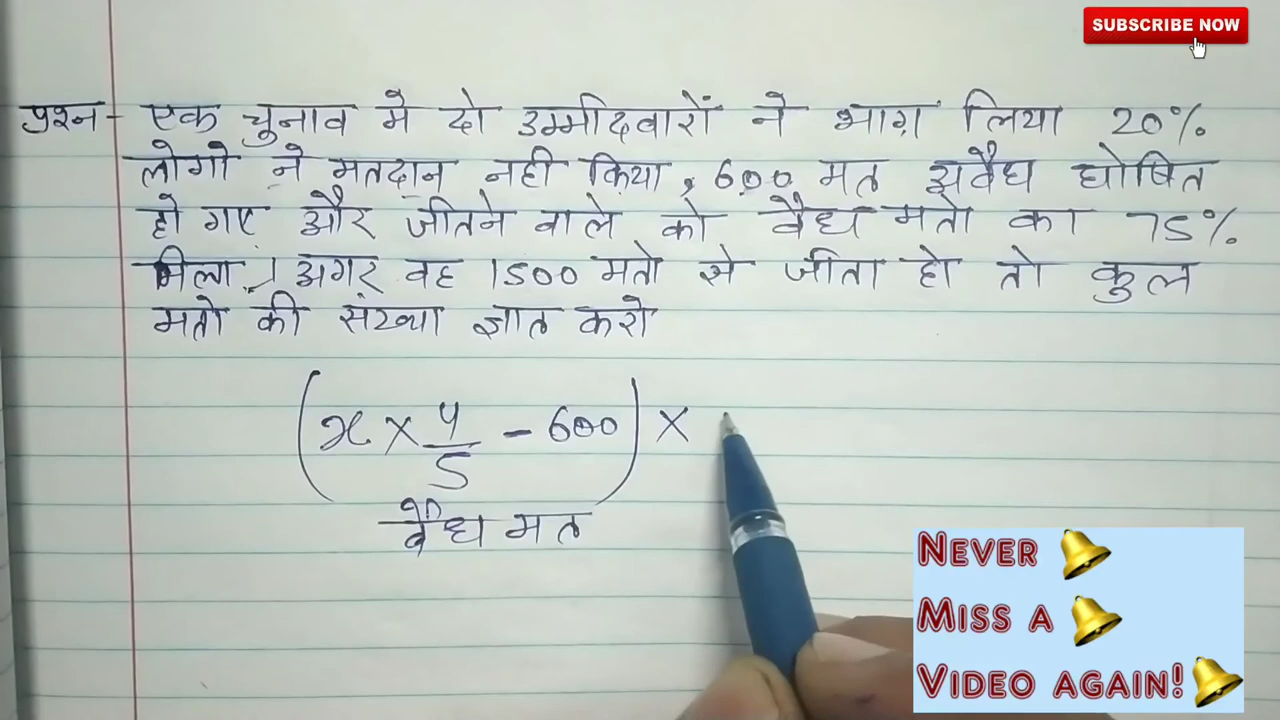 SUBSCRIBE NOW
प्रश्न - एक चुनाव मे दो उम्मीदवारों ने भाग लिया 20%
लोगो ने मतदान नही किया, 600 मत अवैध घोषित
हो गए और जीतने वाले को वैध मतो का 75%
मिला। अगर वह 1500 मतो से जीता हो तो कुल
मतो की संख्या ज्ञात करो
(x × 4/5 - 600) ×
वैध मत
NEVER
MISS A
VIDEO AGAIN!